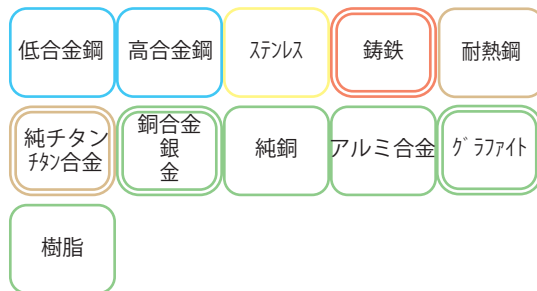 低合金鋼
高合金鋼
ｽﾃﾝﾚｽ
鋳鉄
耐熱鋼
純チタン
ﾁﾀﾝ合金
銅合金
銀
金
純銅
アルミ合金
ｸﾞﾗﾌｧｲﾄ
樹脂